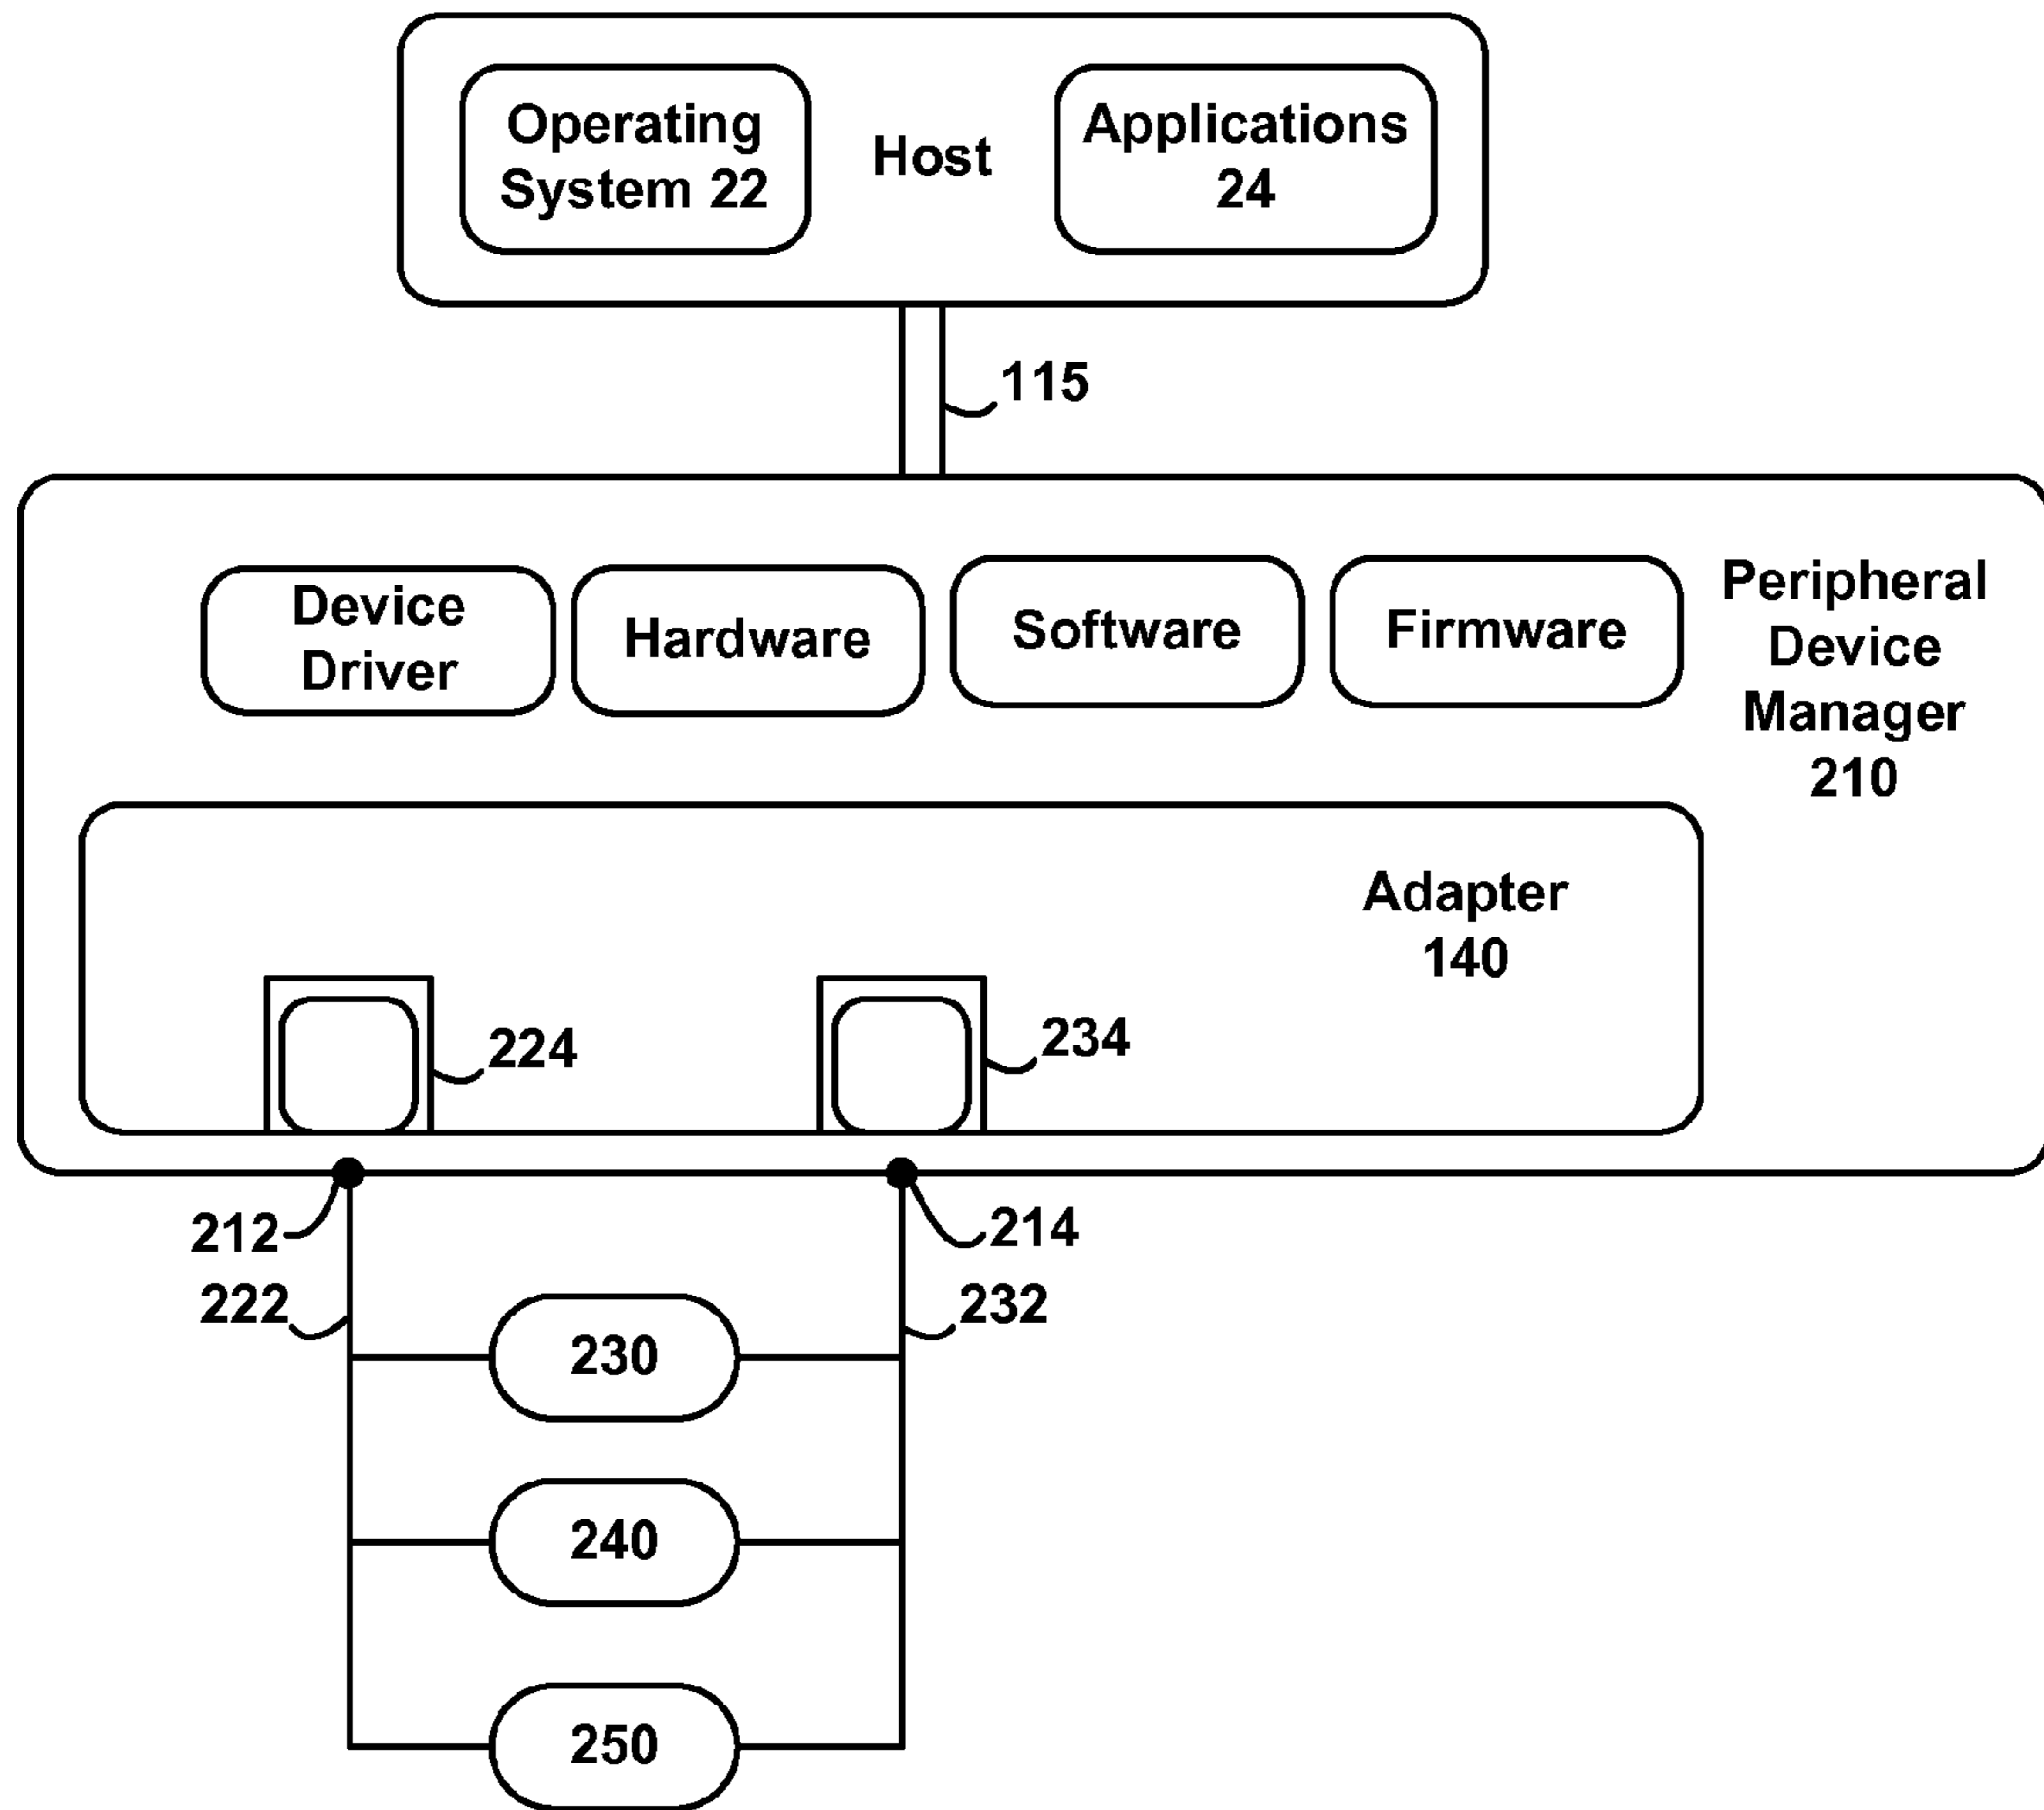 Operating
System 22
Host
Applications
24
115
Device
Driver
Hardware
Software
Firmware
Peripheral
Device
Manager
210
Adapter
140
224
234
212
214
222
232
230
240
250